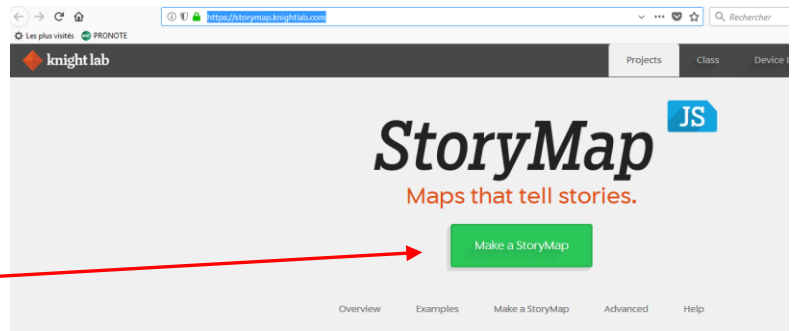 https://storymap.knightlab.com
Rechercher
Les plus visités PRONOTE
knight lab
Projects Class Device
StoryMap JS
Maps that tell stories.
Make a StoryMap
Overview Examples Make a StoryMap Advanced Help